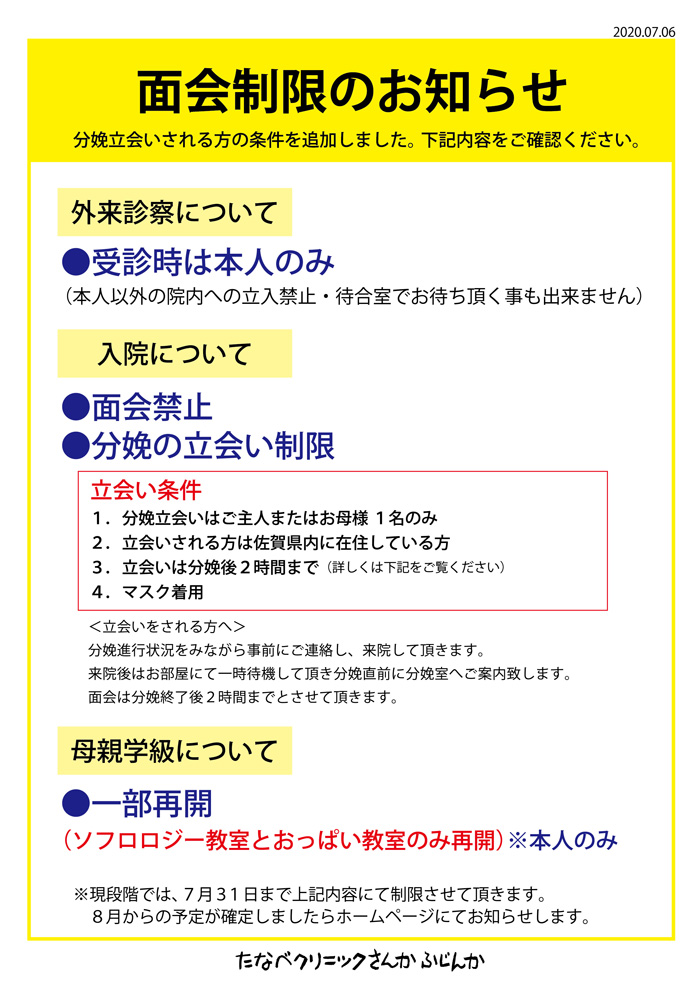 2020.07.06
面会制限のお知らせ
分娩立会いされる方の条件を追加しました。下記内容をご確認ください。
外来診察について
●受診時は本人のみ
（本人以外の院内への立入禁止・待合室でお待ち頂く事も出来ません）
入院について
●面会禁止
●分娩の立会い制限
立会い条件
１．分娩立会いはご主人またはお母様 １名のみ
２．立会いされる方は佐賀県内に在住している方
３．立会いは分娩後２時間まで（詳しくは下記をご覧ください）
４．マスク着用
＜立会いをされる方へ＞
分娩進行状況をみながら事前にご連絡し、来院して頂きます。
来院後はお部屋にて一時待機して頂き分娩直前に分娩室へご案内致します。
面会は分娩終了後２時間までとさせて頂きます。
母親学級について
●一部再開
（ソフロロジー教室とおっぱい教室のみ再開）※本人のみ
※現段階では、７月３１日まで上記内容にて制限させて頂きます。
８月からの予定が確定しましたらホームページにてお知らせします。
たなべクリニックさんか ふじんか